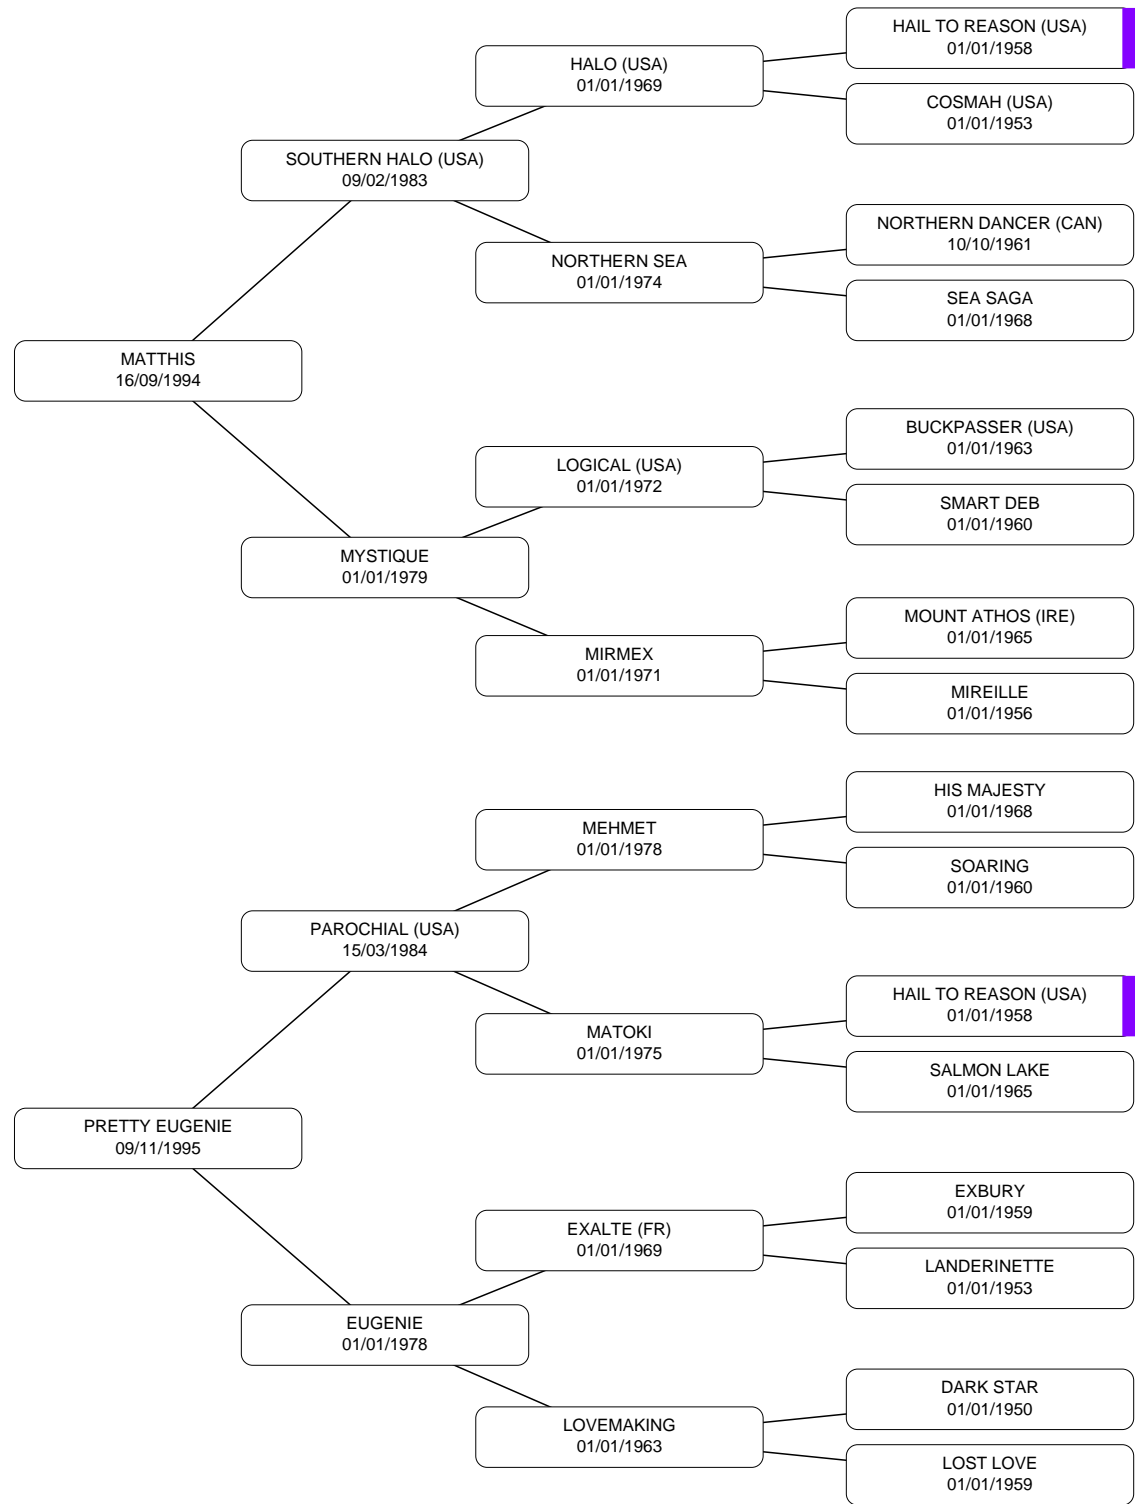 HAIL TO REASON (USA)
01/01/1958
HALO (USA)
01/01/1969
COSMAH (USA)
01/01/1953
SOUTHERN HALO (USA)
09/02/1983
NORTHERN DANCER (CAN)
10/10/1961
NORTHERN SEA
01/01/1974
SEA SAGA
01/01/1968
MATTHIS
16/09/1994
BUCKPASSER (USA)
01/01/1963
LOGICAL (USA)
01/01/1972
SMART DEB
01/01/1960
MYSTIQUE
01/01/1979
MOUNT ATHOS (IRE)
01/01/1965
MIRMEX
01/01/1971
MIREILLE
01/01/1956
HIS MAJESTY
01/01/1968
MEHMET
01/01/1978
SOARING
01/01/1960
PAROCHIAL (USA)
15/03/1984
HAIL TO REASON (USA)
01/01/1958
MATOKI
01/01/1975
SALMON LAKE
01/01/1965
PRETTY EUGENIE
09/11/1995
EXBURY
01/01/1959
EXALTE (FR)
01/01/1969
LANDERINETTE
01/01/1953
EUGENIE
01/01/1978
DARK STAR
01/01/1950
LOVEMAKING
01/01/1963
LOST LOVE
01/01/1959